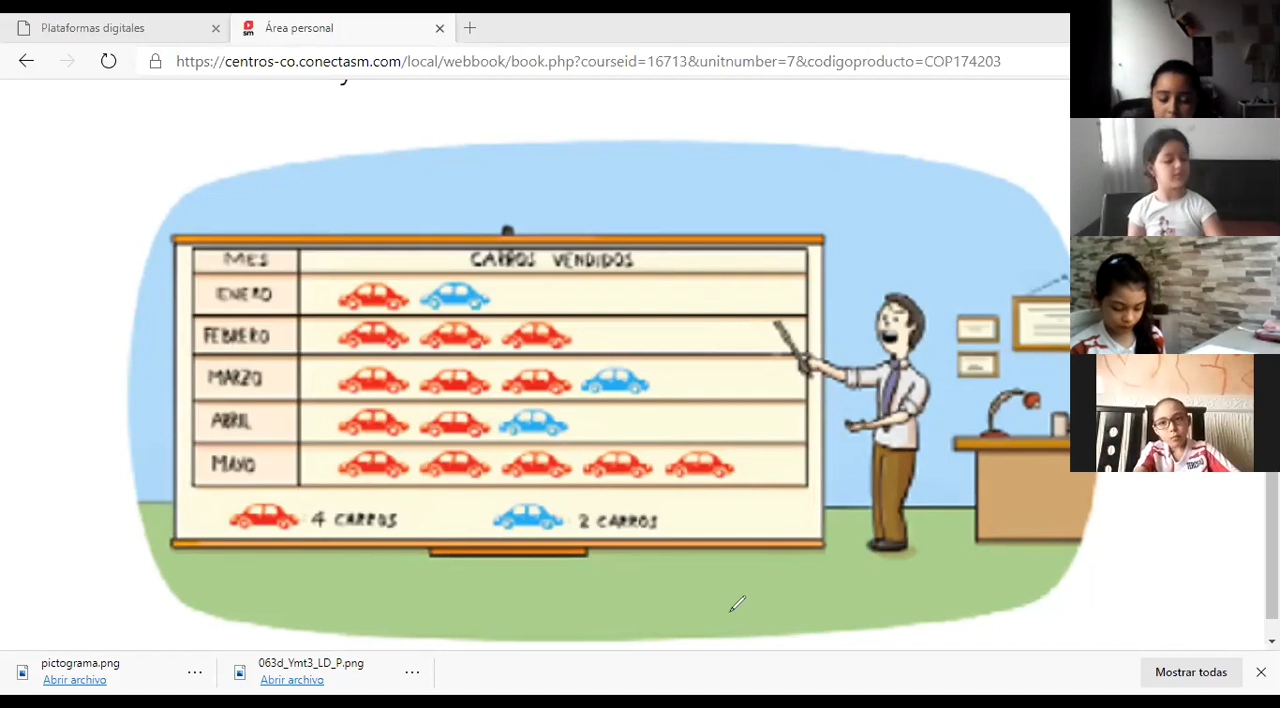 Plataformas digitales
sm Área personal
https://centros-co.conectasm.com/local/webbook/book.php?courseid=16713&unitnumber=7&codigoproducto=COP174203
MES CARROS VENDIDOS
ENERO
FEBRERO
MARZO
ABRIL
MAYO
4 CARROS 2 CARROS
pictograma.png
Abrir archivo
063d_Ymt3_LD_P.png
Abrir archivo
Mostrar todas